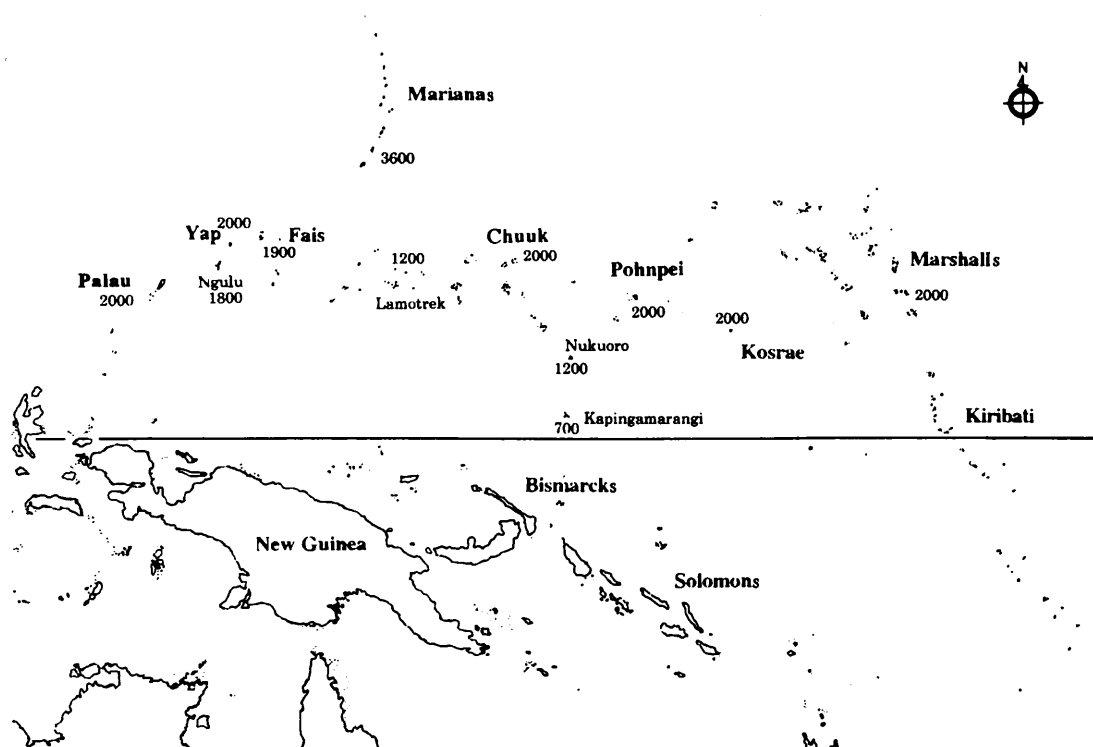 N
Marianas
3600
Yap 2000
1900 Fais
Chuuk
2000
1200
Palau
2000
Ngulu
1800
Lamotrek
Pohnpei
2000
2000
Kosrae
Marshalls
2000
Nukuoro
1200
Kapingamarangi
700
Kiribati
Bismarcks
New Guinea
Solomons